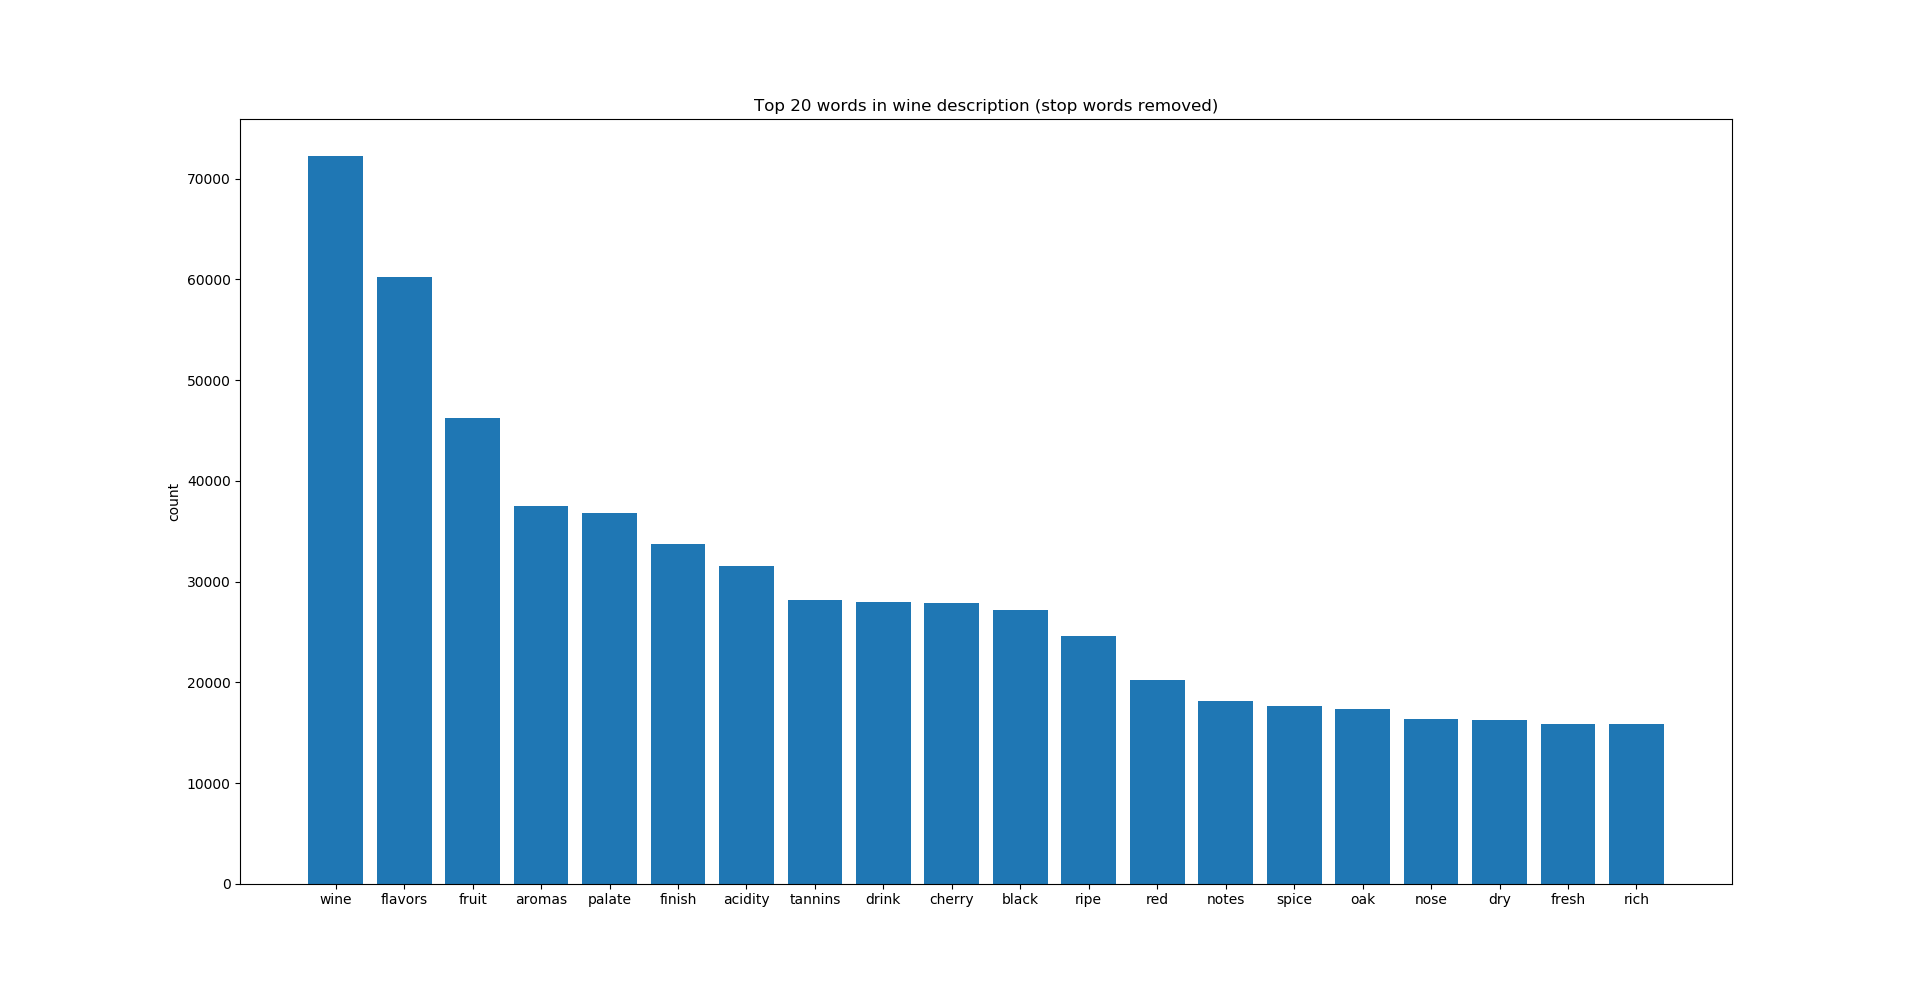 Top 20 words in wine description (stop words removed)
70000
60000
50000
40000
30000
20000
10000
0
count
wine flavors fruit aromas palate finish acidity tannins drink cherry black ripe red notes spice oak nose dry fresh rich